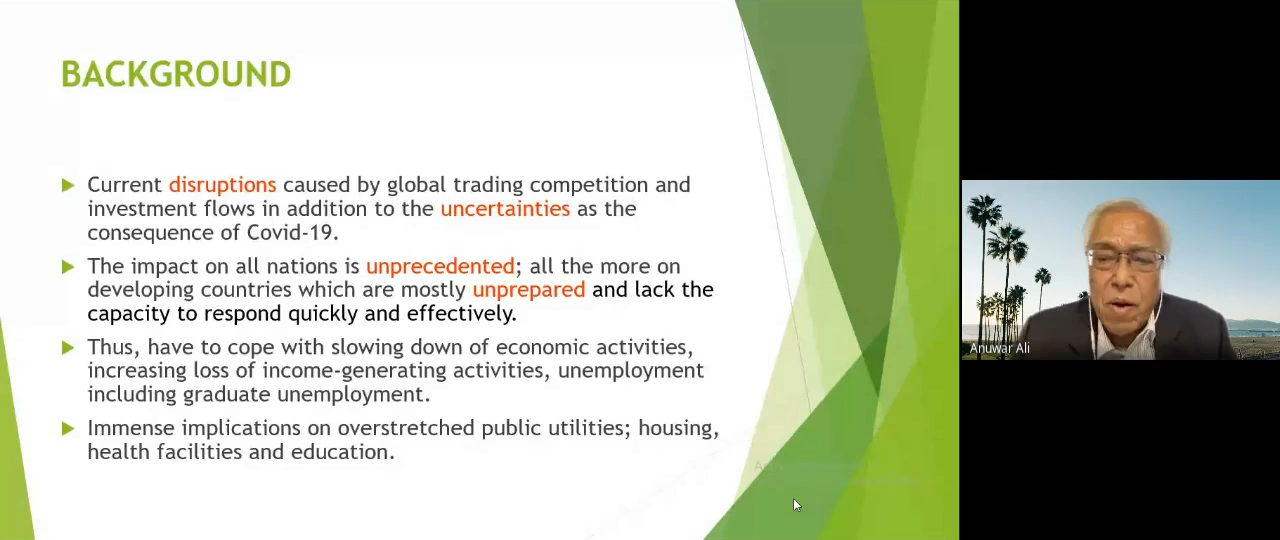 BACKGROUND
Current disruptions caused by global trading competition and
investment flows in addition to the uncertainties as the
consequence of Covid-19.
The impact on all nations is unprecedented; all the more on
developing countries which are mostly unprepared and lack the
capacity to respond quickly and effectively.
Thus, have to cope with slowing down of economic activities,
increasing loss of income-generating activities, unemployment
including graduate unemployment.
Immense implications on overstretched public utilities; housing,
health facilities and education.
Anuwar Ali